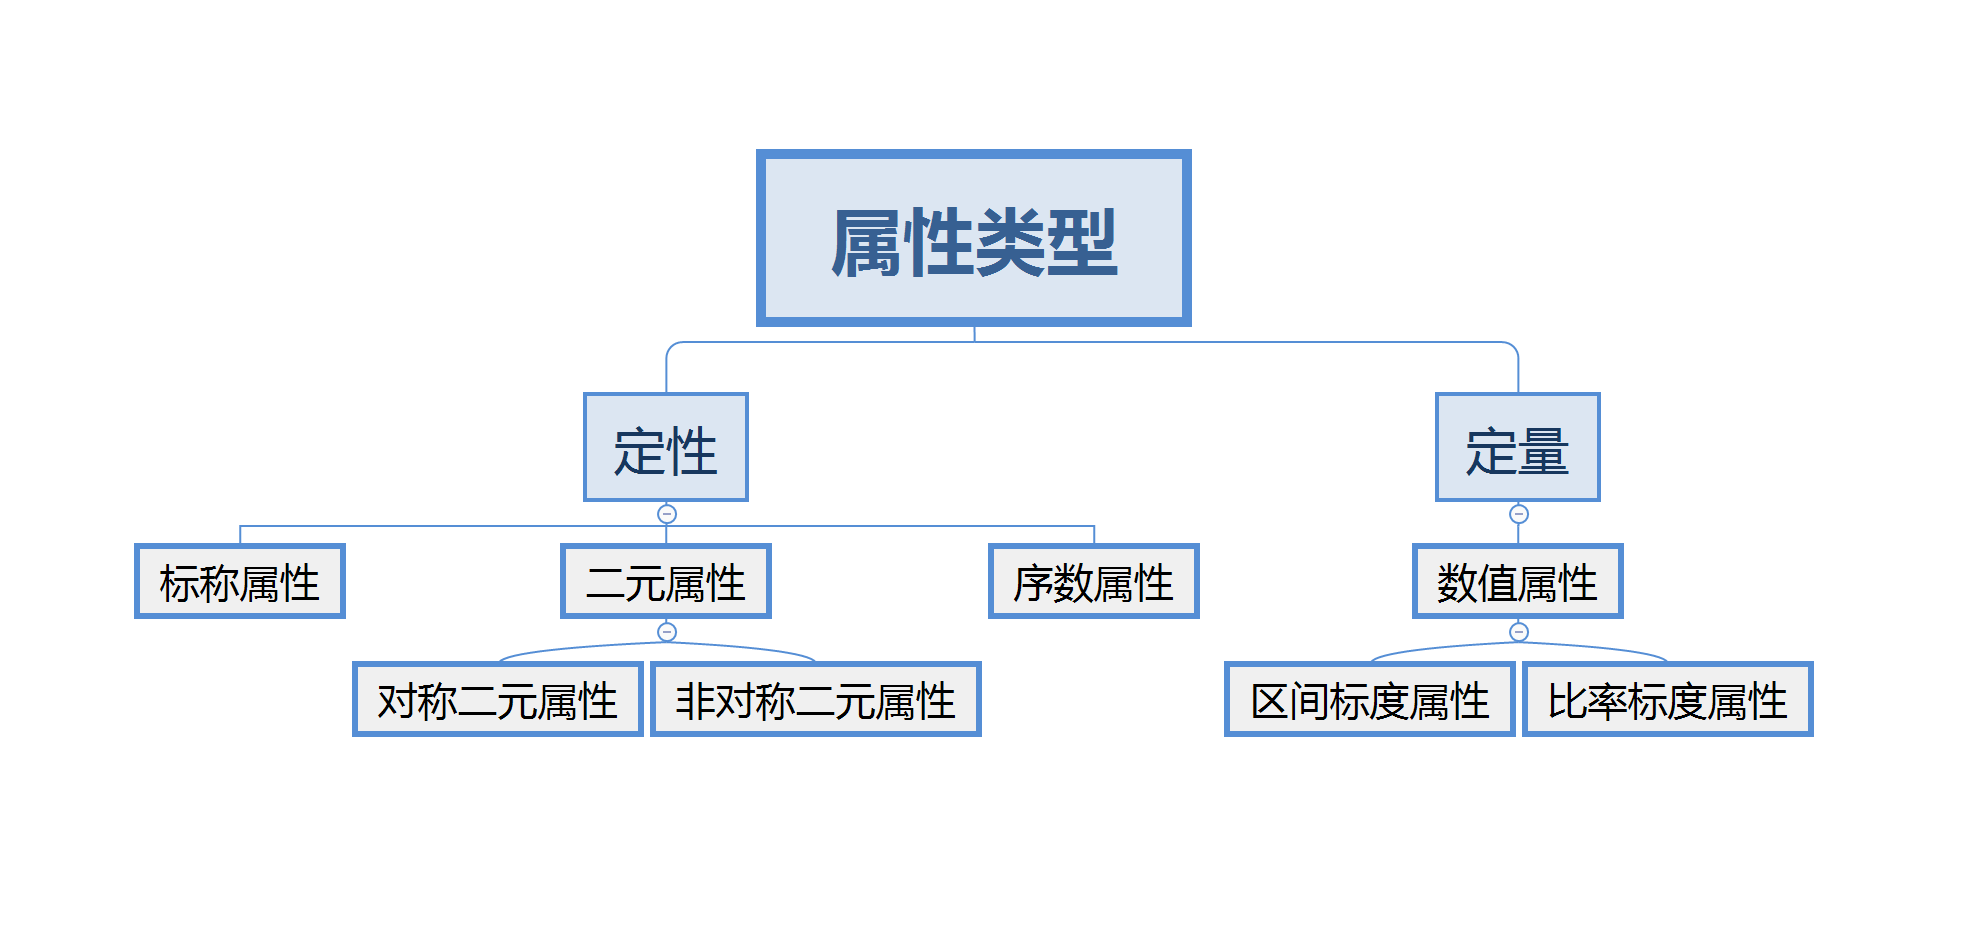 属性类型
定性
定量
标称属性
二元属性
序数属性
数值属性
对称二元属性
非对称二元属性
区间标度属性
比率标度属性